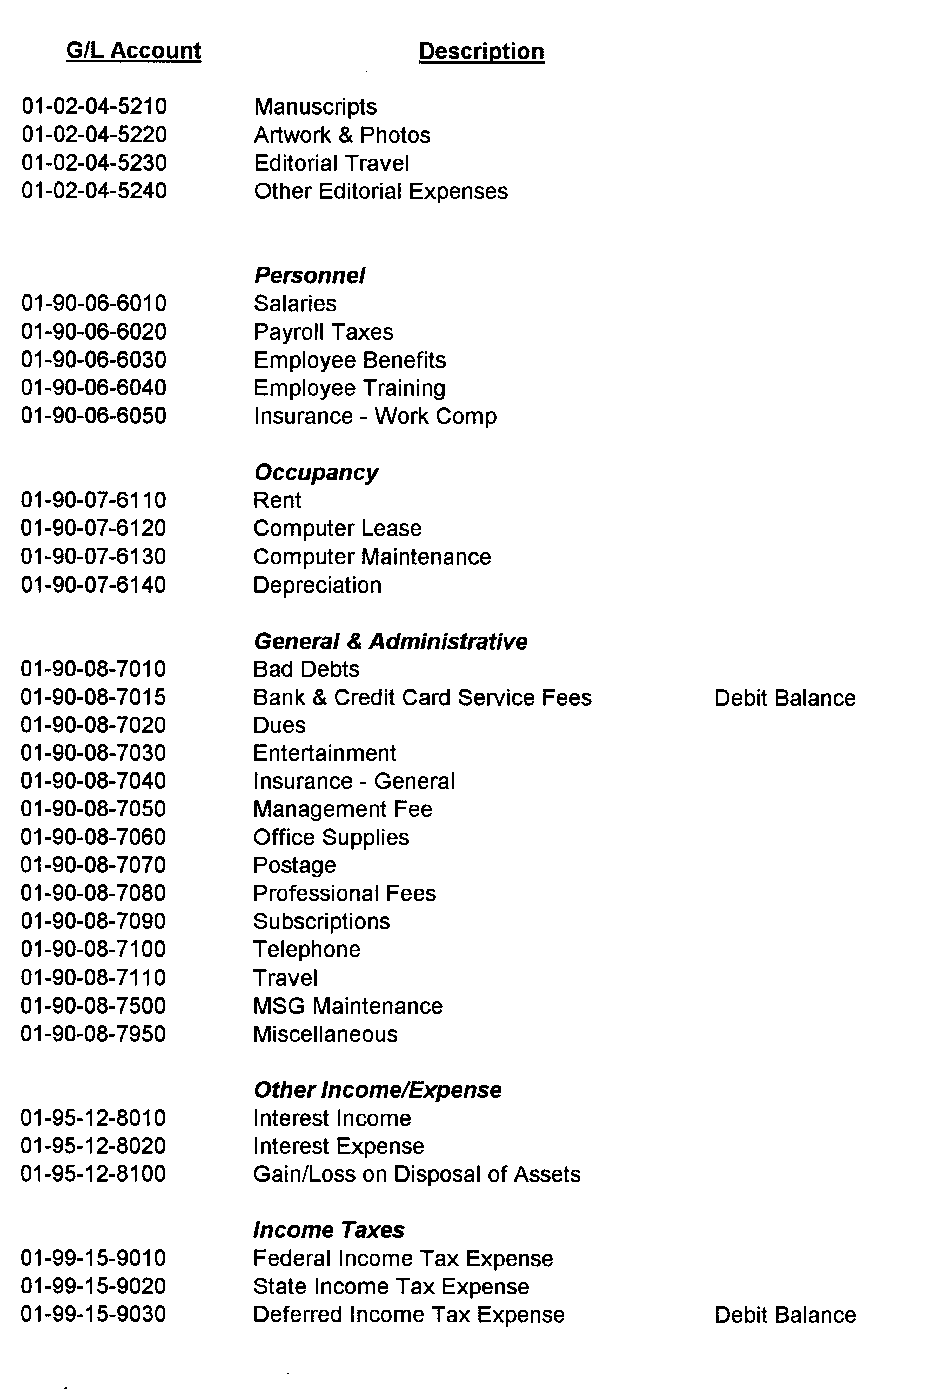 G/L Account Description
01-02-04-5210 Manuscripts
01-02-04-5220 Artwork & Photos
01-02-04-5230 Editorial Travel
01-02-04-5240 Other Editorial Expenses
Personnel
01-90-06-6010 Salaries
01-90-06-6020 Payroll Taxes
01-90-06-6030 Employee Benefits
01-90-06-6040 Employee Training
01-90-06-6050 Insurance - Work Comp
Occupancy
01-90-07-6110 Rent
01-90-07-6120 Computer Lease
01-90-07-6130 Computer Maintenance
01-90-07-6140 Depreciation
General & Administrative
01-90-08-7010 Bad Debts
01-90-08-7015 Bank & Credit Card Service Fees Debit Balance
01-90-08-7020 Dues
01-90-08-7030 Entertainment
01-90-08-7040 Insurance - General
01-90-08-7050 Management Fee
01-90-08-7060 Office Supplies
01-90-08-7070 Postage
01-90-08-7080 Professional Fees
01-90-08-7090 Subscriptions
01-90-08-7100 Telephone
01-90-08-7110 Travel
01-90-08-7500 MSG Maintenance
01-90-08-7950 Miscellaneous
Other Income/Expense
01-95-12-8010 Interest Income
01-95-12-8020 Interest Expense
01-95-12-8100 Gain/Loss on Disposal of Assets
Income Taxes
01-99-15-9010 Federal Income Tax Expense
01-99-15-9020 State Income Tax Expense
01-99-15-9030 Deferred Income Tax Expense Debit Balance